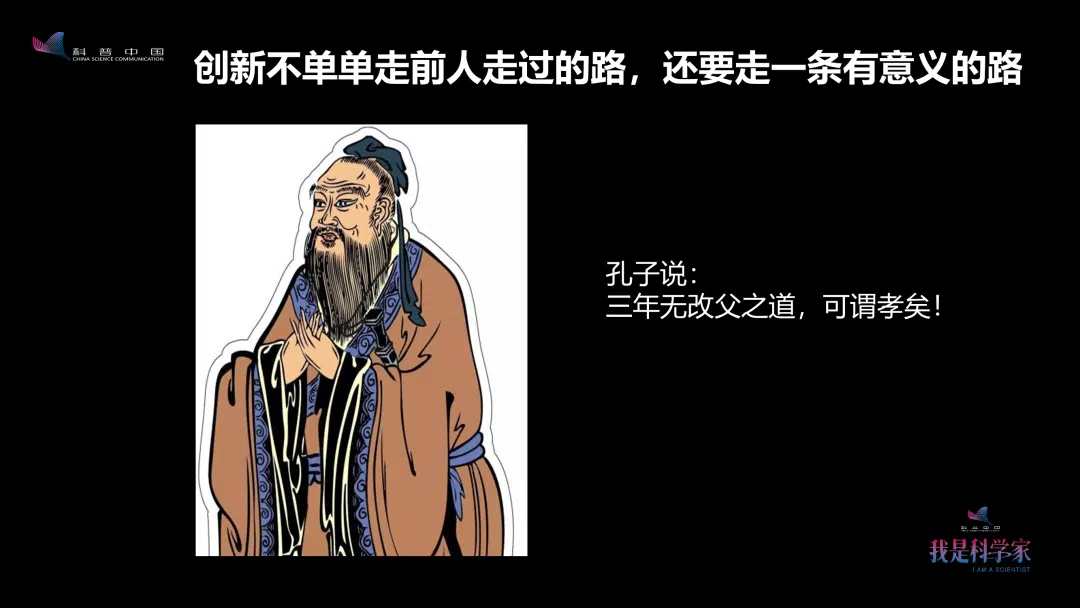 科普中国
CHINA SCIENCE COMMUNICATION
创新不单单走前人走过的路，还要走一条有意义的路
孔子说：
三年无改父之道，可谓孝矣！
科普中国
我是科学家
I AM A SCIENTIST